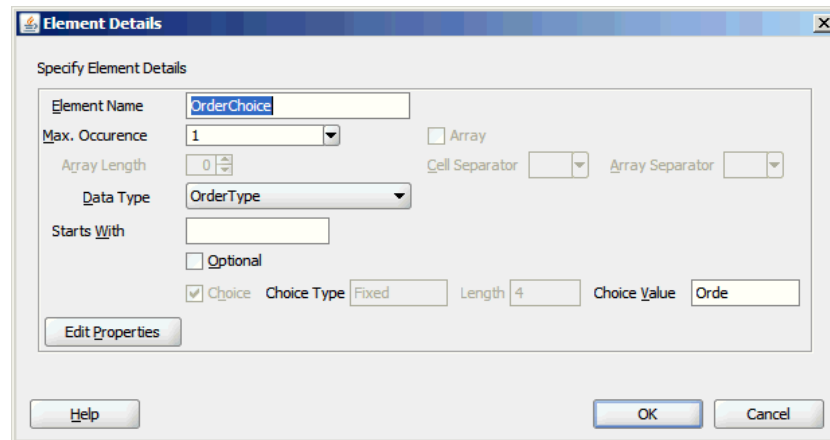 Element Details
Specify Element Details
Element Name OrderChoice
Max. Occurence 1 Array
Array Length 0 Cell Separator Array Separator
Data Type OrderType
Starts With
Optional
Choice Choice Type Fixed Length 4 Choice Value Orde
Edit Properties
Help OK Cancel